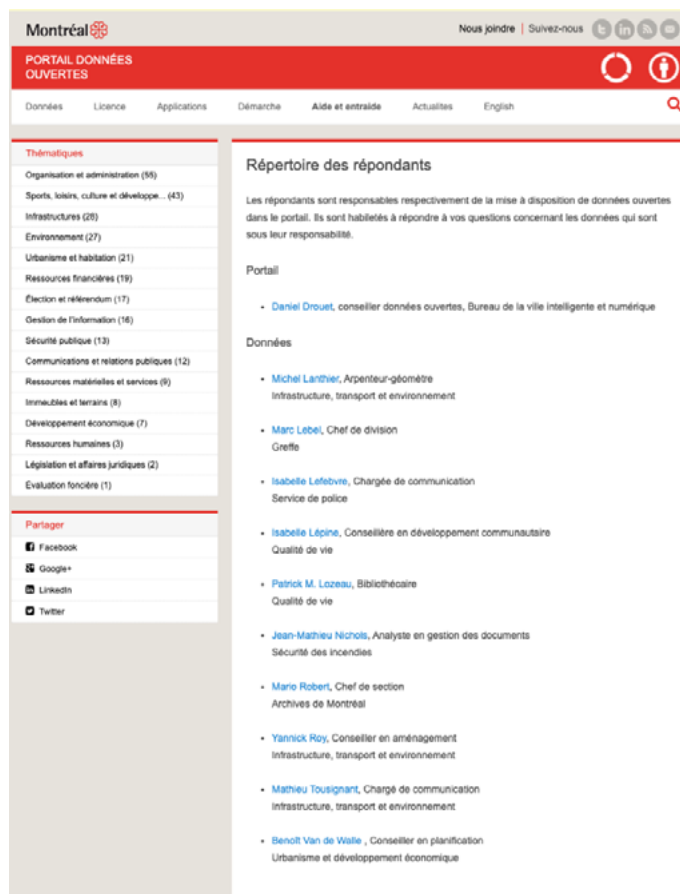 Montréal
Nous joindre | Suivez-nous
PORTAIL DONNÉES
OUVERTES
Données Licence Applications Démarche Aide et entraide Actualites English
Thématiques
Organisation et administration (55)
Sports, loisirs, culture et développe... (43)
Infrastructures (28)
Environnement (27)
Urbanisme et habitation (21)
Ressources financières (19)
Élection et référendum (17)
Gestion de l'information (16)
Sécurité publique (13)
Communications et relations publiques (12)
Ressources matérielles et services (9)
Immeubles et terrains (8)
Développement économique (7)
Ressources humaines (3)
Législation et affaires juridiques (2)
Évaluation foncière (1)
Partager
Facebook
Google+
LinkedIn
Twitter
Répertoire des répondants
Les répondants sont responsables respectivement de la mise à disposition de données ouvertes
dans le portail. Ils sont habiletés à répondre à vos questions concernant les données qui sont
sous leur responsabilité.
Portail
• Daniel Drouet, conseiller données ouvertes, Bureau de la ville intelligente et numérique
Données
• Michel Lanthier, Arpenteur-géomètre
Infrastructure, transport et environnement
• Marc Lebel, Chef de division
Greffe
• Isabelle Lefebvre, Chargée de communication
Service de police
• Isabelle Lépine, Conseillère en développement communautaire
Qualité de vie
• Patrick M. Lozeau, Bibliothécaire
Qualité de vie
• Jean-Mathieu Nichols, Analyste en gestion des documents
Sécurité des incendies
• Mario Robert, Chef de section
Archives de Montréal
• Yannick Roy, Conseiller en aménagement
Infrastructure, transport et environnement
• Mathieu Tousignant, Chargé de communication
Infrastructure, transport et environnement
• Benoît Van de Walle , Conseiller en planification
Urbanisme et développement économique